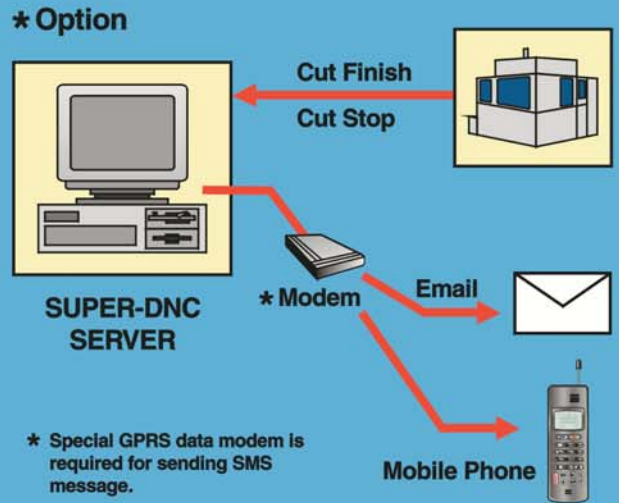 * Option
Cut Finish
Cut Stop
SUPER-DNC
SERVER
* Modem
Email
Mobile Phone
* Special GPRS data modem is
required for sending SMS
message.